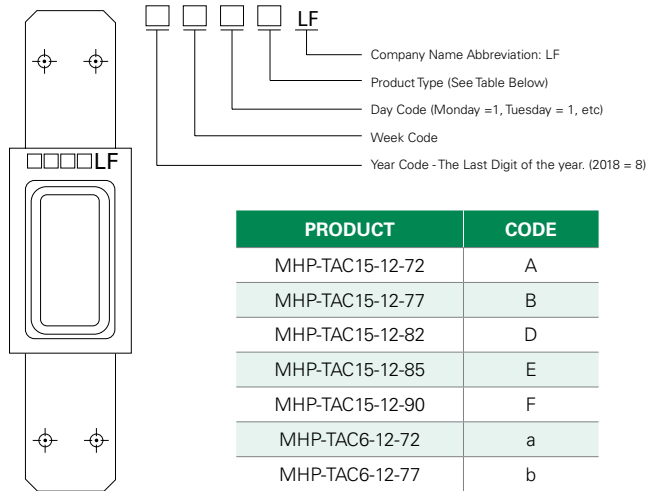 □ □ □ □ LF
Company Name Abbreviation: LF
Product Type (See Table Below)
Day Code (Monday =1, Tuesday = 1, etc)
Week Code
Year Code - The Last Digit of the year. (2018 = 8)
□□□□LF
PRODUCT CODE
MHP-TAC15-12-72 A
MHP-TAC15-12-77 B
MHP-TAC15-12-82 D
MHP-TAC15-12-85 E
MHP-TAC15-12-90 F
MHP-TAC6-12-72 a
MHP-TAC6-12-77 b